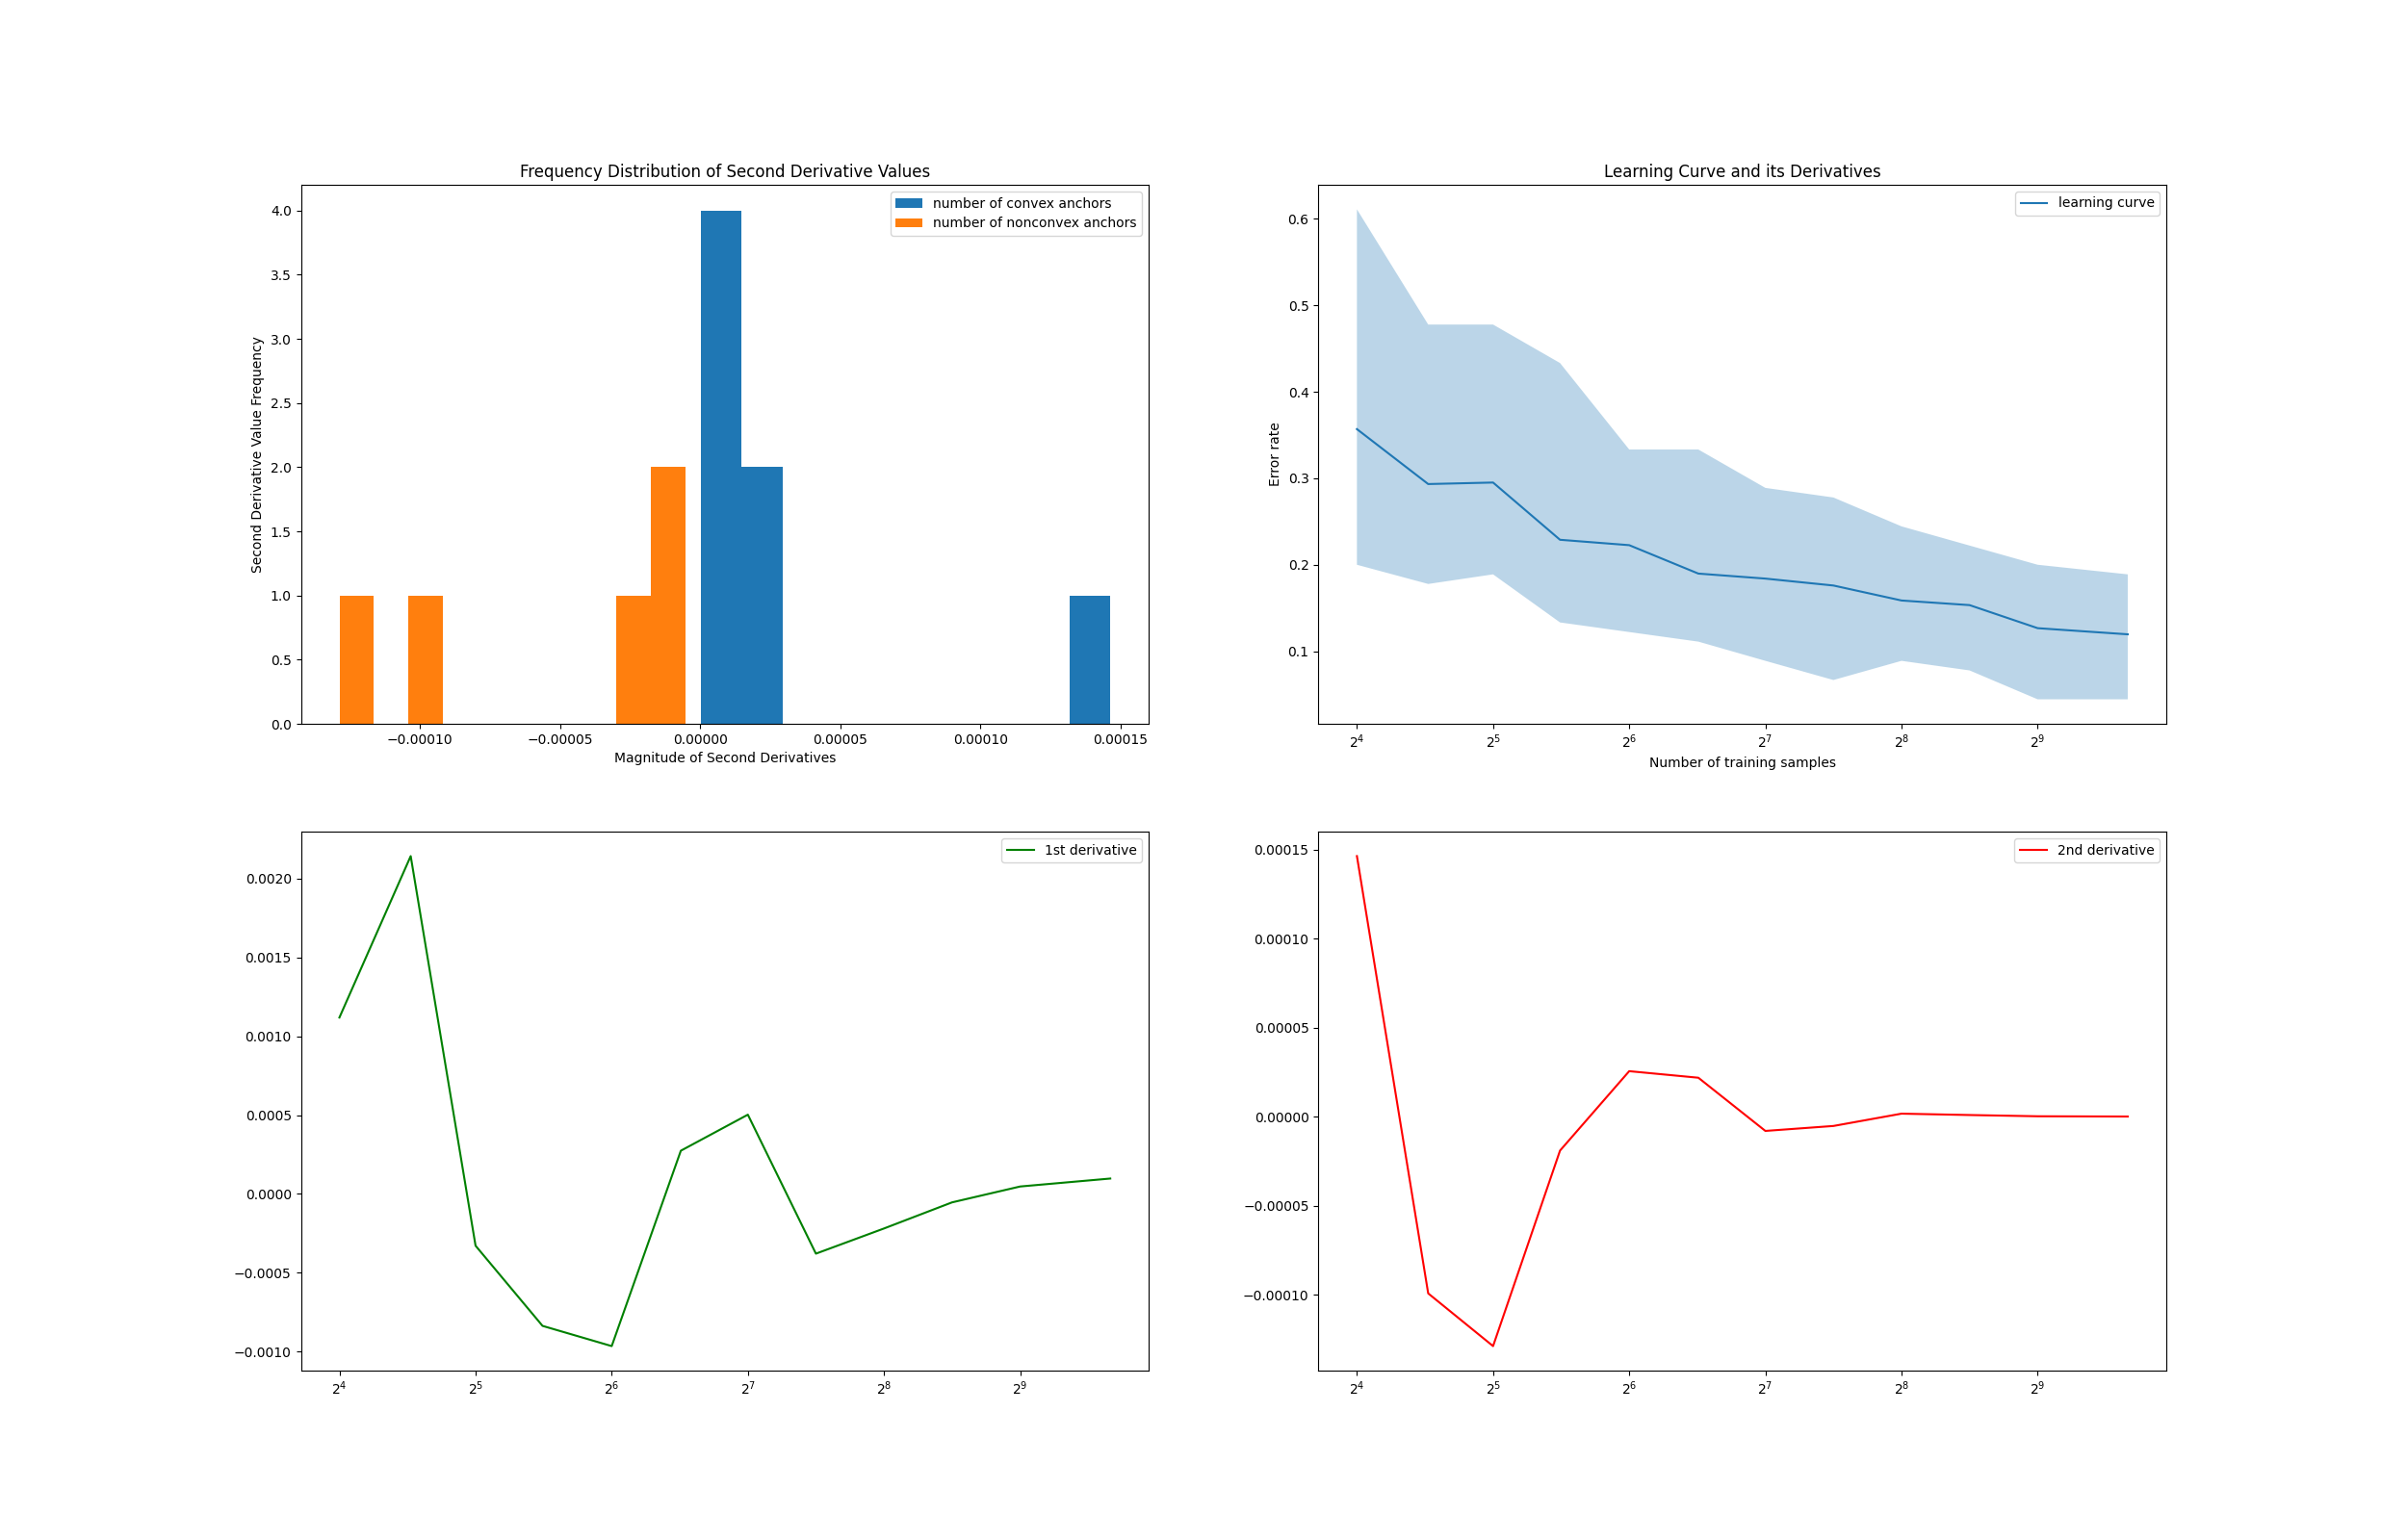 Frequency Distribution of Second Derivative Values
number of convex anchors
number of nonconvex anchors
4.0
3.5
3.0
2.5
2.0
1.5
1.0
0.5
0.0
Second Derivative Value Frequency
−0.00010 −0.00005 0.00000 0.00005 0.00010 0.00015
Magnitude of Second Derivatives
Learning Curve and its Derivatives
learning curve
0.6
0.5
0.4
0.3
0.2
0.1
Error rate
2⁴ 2⁵ 2⁶ 2⁷ 2⁸ 2⁹
Number of training samples
1st derivative
0.0020
0.0015
0.0010
0.0005
0.0000
−0.0005
−0.0010
2⁴ 2⁵ 2⁶ 2⁷ 2⁸ 2⁹
2nd derivative
0.00015
0.00010
0.00005
0.00000
−0.00005
−0.00010
2⁴ 2⁵ 2⁶ 2⁷ 2⁸ 2⁹